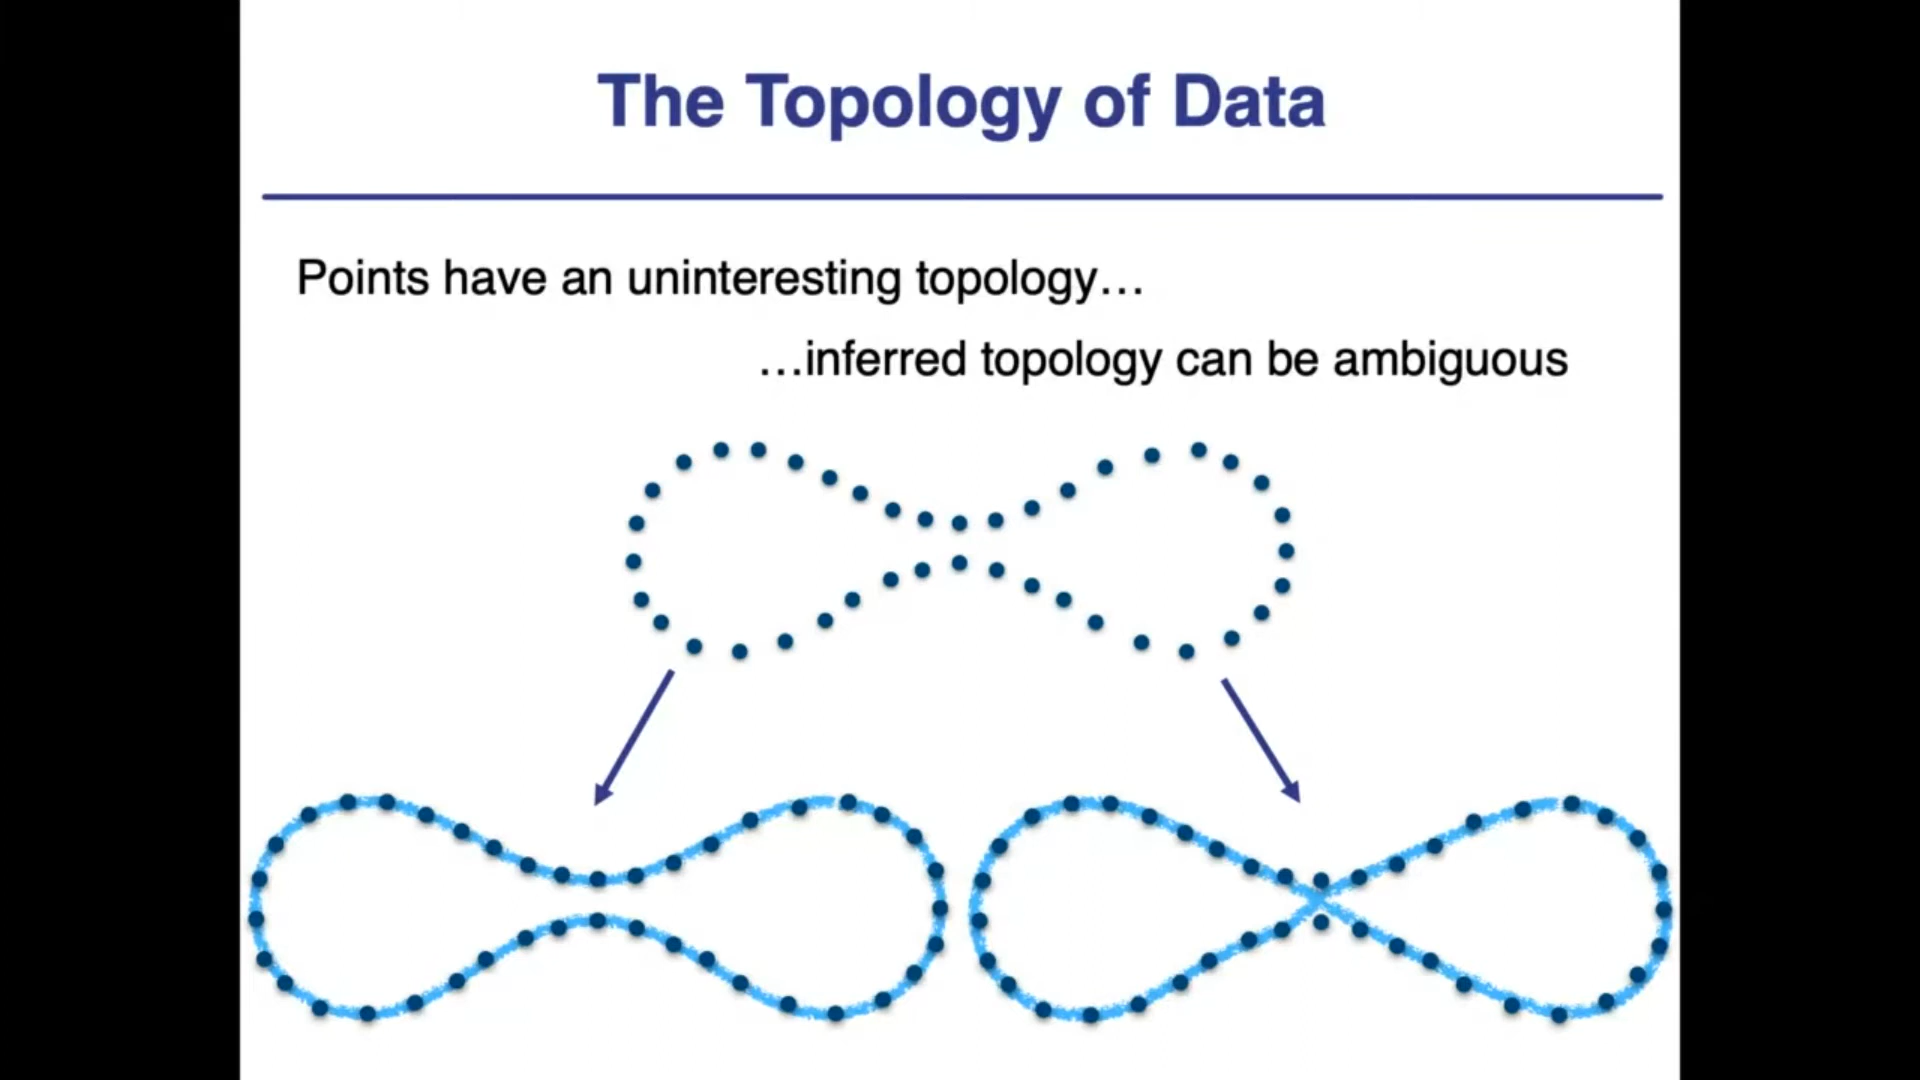 The Topology of Data
Points have an uninteresting topology…
…inferred topology can be ambiguous